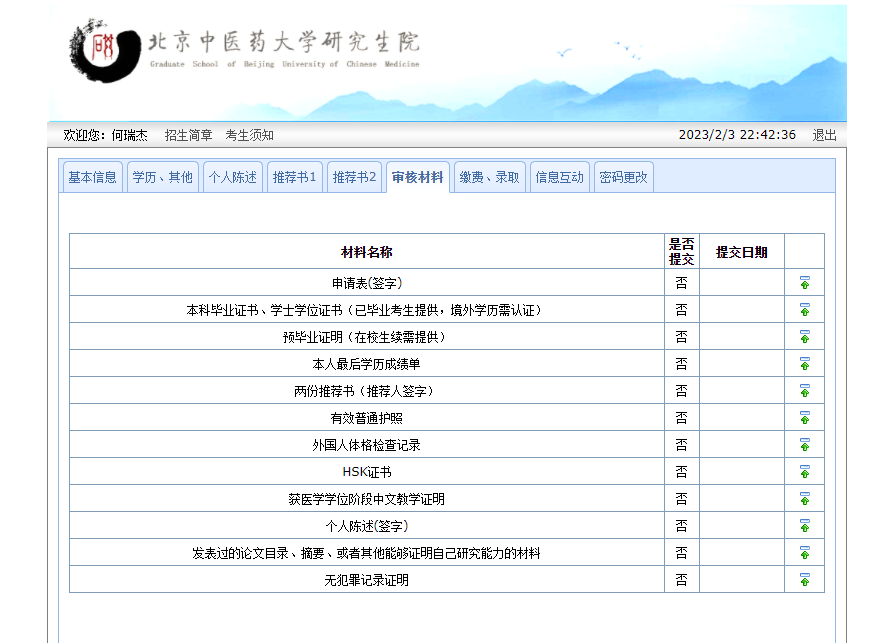 北京中医药大学研究生院
Graduate School of Beijing University of Chinese Medicine
欢迎您：何瑞杰 招生简章 考生须知 2023/2/3 22:42:36 退出
基本信息 学历、其他 个人陈述 推荐书1 推荐书2 审核材料 缴费、录取 信息互动 密码更改
材料名称 是否提交 提交日期
申请表(签字) 否
本科毕业证书、学士学位证书（已毕业考生提供，境外学历需认证） 否
预毕业证明（在校生续需提供） 否
本人最后学历成绩单 否
两份推荐书（推荐人签字） 否
有效普通护照 否
外国人体格检查记录 否
HSK证书 否
获医学学位阶段中文教学证明 否
个人陈述(签字) 否
发表过的论文目录、摘要、或者其他能够证明自己研究能力的材料 否
无犯罪记录证明 否